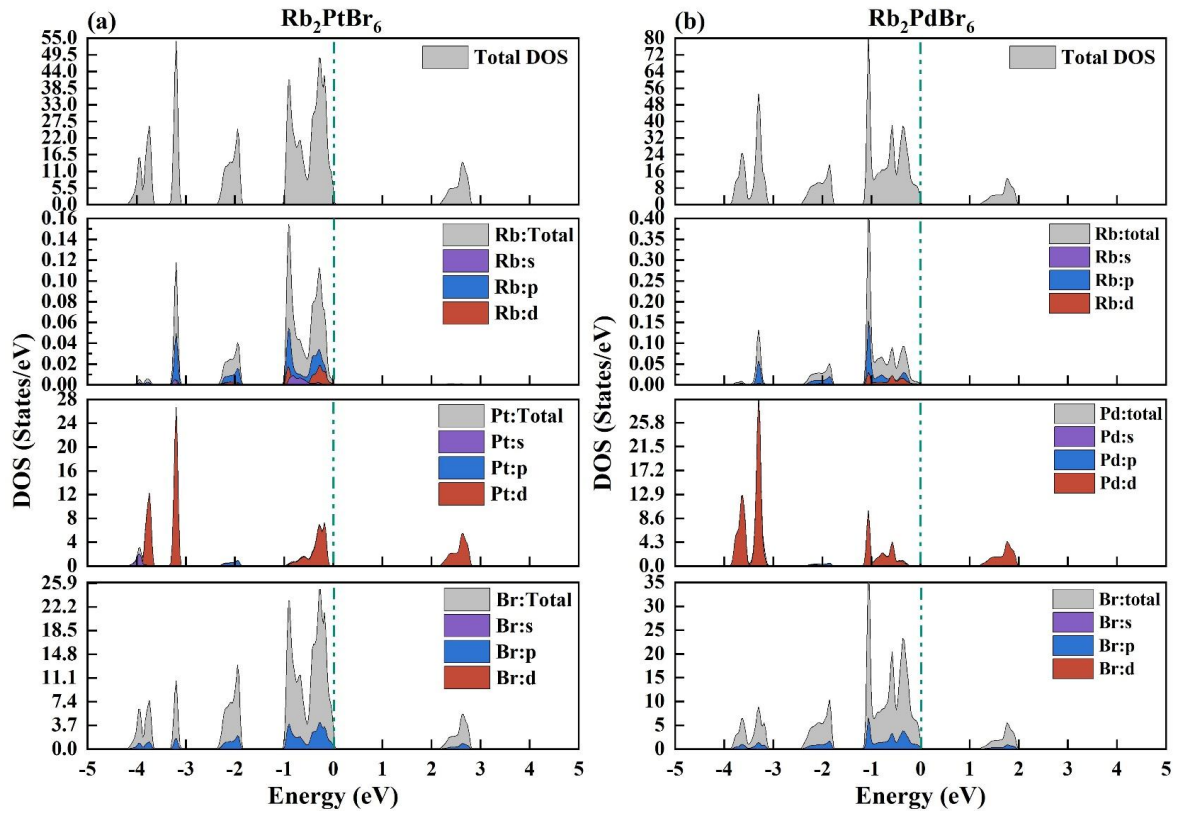 (a) Rb₂PtBr₆
55.0
49.5
44.0
38.5
33.0
27.5
22.0
16.5
11.0
5.5
0.0
Total DOS
0.16
0.14
0.12
0.10
0.08
0.06
0.04
0.02
0.00
Rb:Total
Rb:s
Rb:p
Rb:d
28
24
20
16
12
8
4
0
Pt:Total
Pt:s
Pt:p
Pt:d
25.9
22.2
18.5
14.8
11.1
7.4
3.7
0.0
Br:Total
Br:s
Br:p
Br:d
-5 -4 -3 -2 -1 0 1 2 3 4 5
Energy (eV)
DOS (States/eV)
(b) Rb₂PdBr₆
80
72
64
56
48
40
32
24
16
8
0
Total DOS
0.40
0.35
0.30
0.25
0.20
0.15
0.10
0.05
0.00
Rb:total
Rb:s
Rb:p
Rb:d
25.8
21.5
17.2
12.9
8.6
4.3
0.0
Pd:total
Pd:s
Pd:p
Pd:d
35
30
25
20
15
10
5
0
Br:total
Br:s
Br:p
Br:d
-5 -4 -3 -2 -1 0 1 2 3 4 5
Energy (eV)
DOS (States/eV)